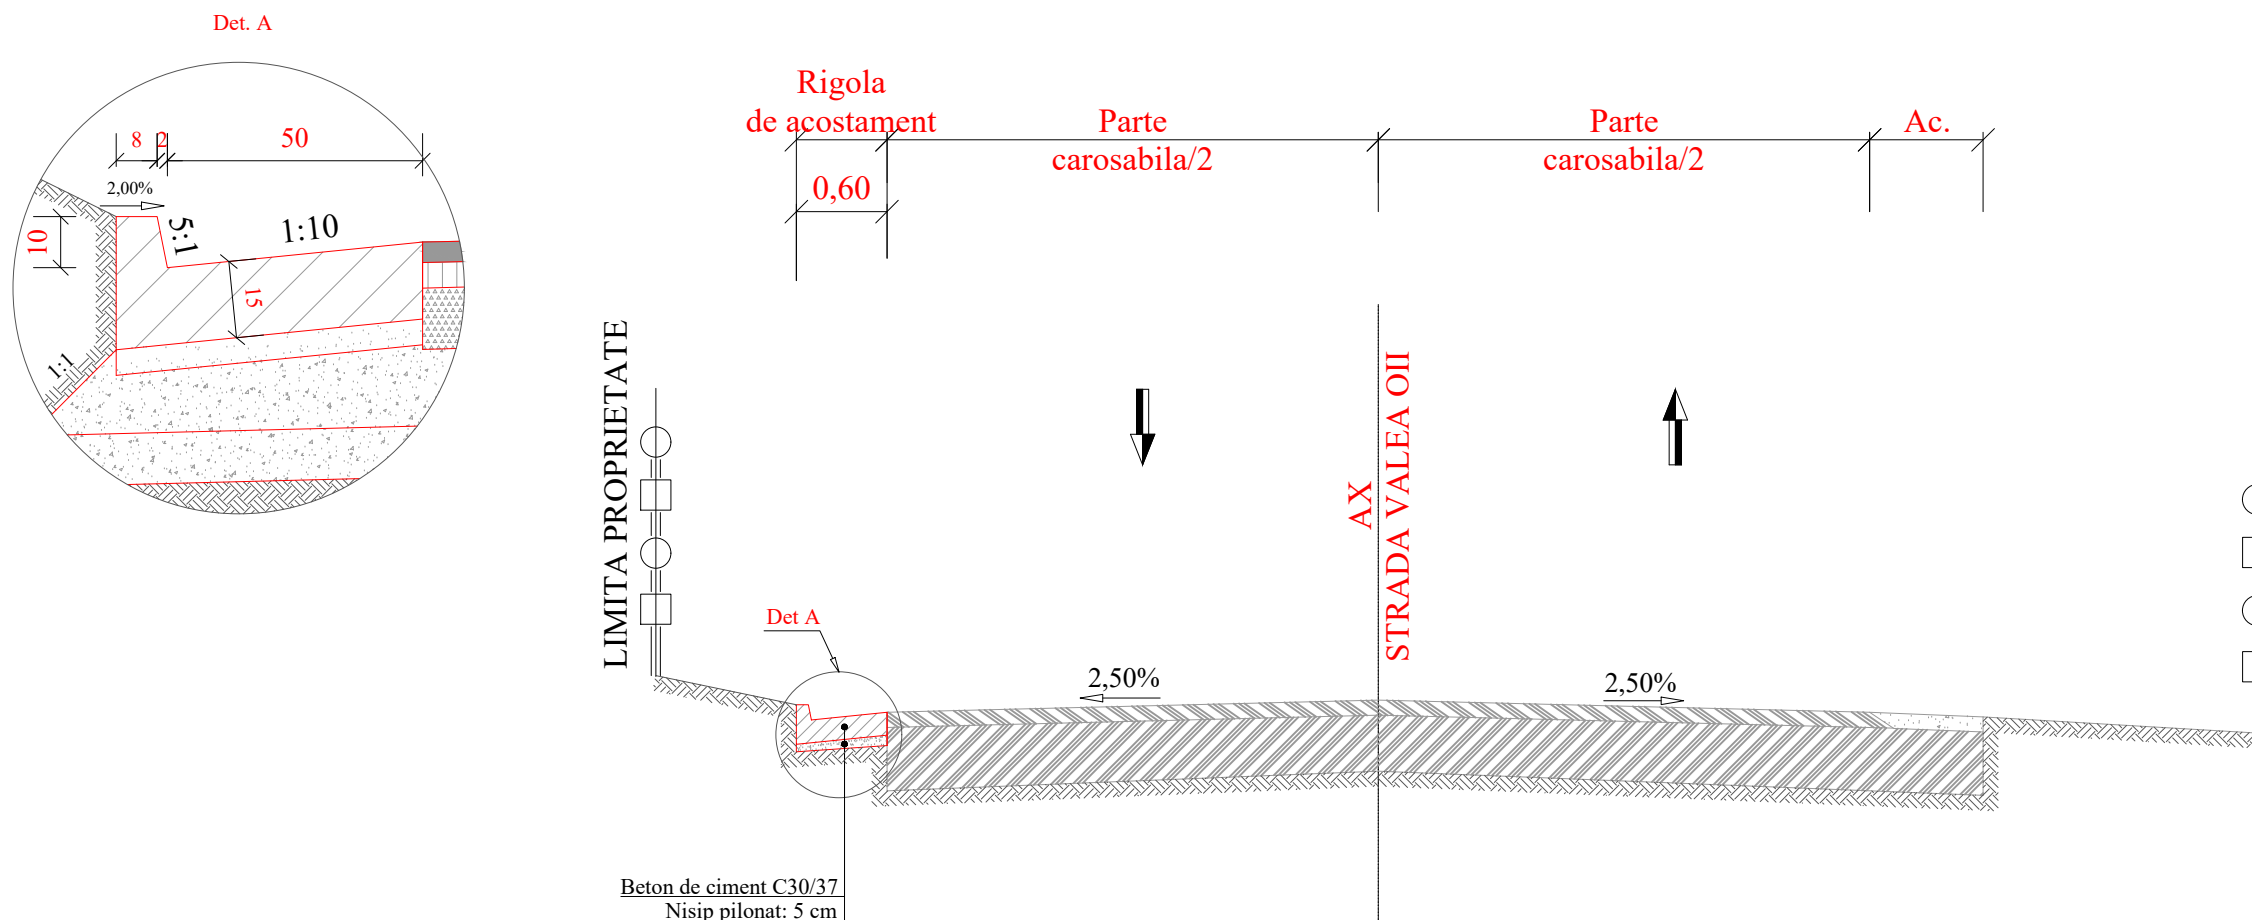 Det. A
8
2
50
2,00%
10
5:1
1:10
15
1:1
Rigola
de acostament
Parte
carosabila/2
Parte
carosabila/2
Ac.
0,60
LIMITA PROPRIETATE
AX
STRADA VALEA OII
Det A
2,50%
2,50%
Beton de ciment C30/37
Nisip pilonat: 5 cm